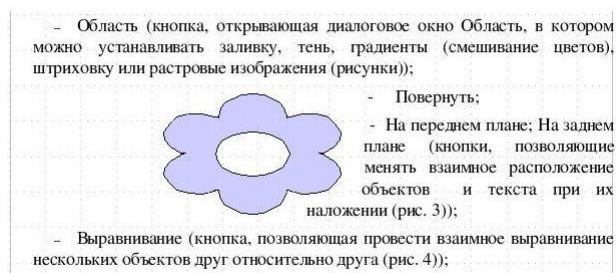 – Область (кнопка, открывающая диалоговое окно Область, в котором
можно устанавливать заливку, тень, градиенты (смешивание цветов),
штриховку или растровые изображения (рисунки));
- Повернуть;
- На переднем плане; На заднем
плане (кнопки, позволяющие
менять взаимное расположение
объектов и текста при их
наложении (рис. 3));
– Выравнивание (кнопка, позволяющая провести взаимное выравнивание
нескольких объектов друг относительно друга (рис. 4));